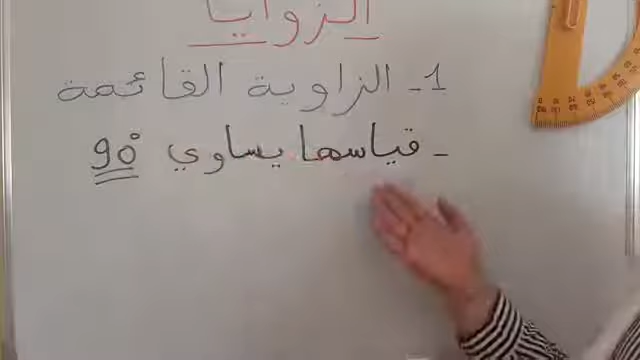 الزوايا
1- الزاوية القائمة
- قياسها يساوي 90°